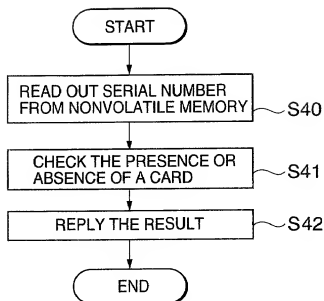 START
READ OUT SERIAL NUMBER
FROM NONVOLATILE MEMORY
S40
CHECK THE PRESENCE OR
ABSENCE OF A CARD
S41
REPLY THE RESULT
S42
END